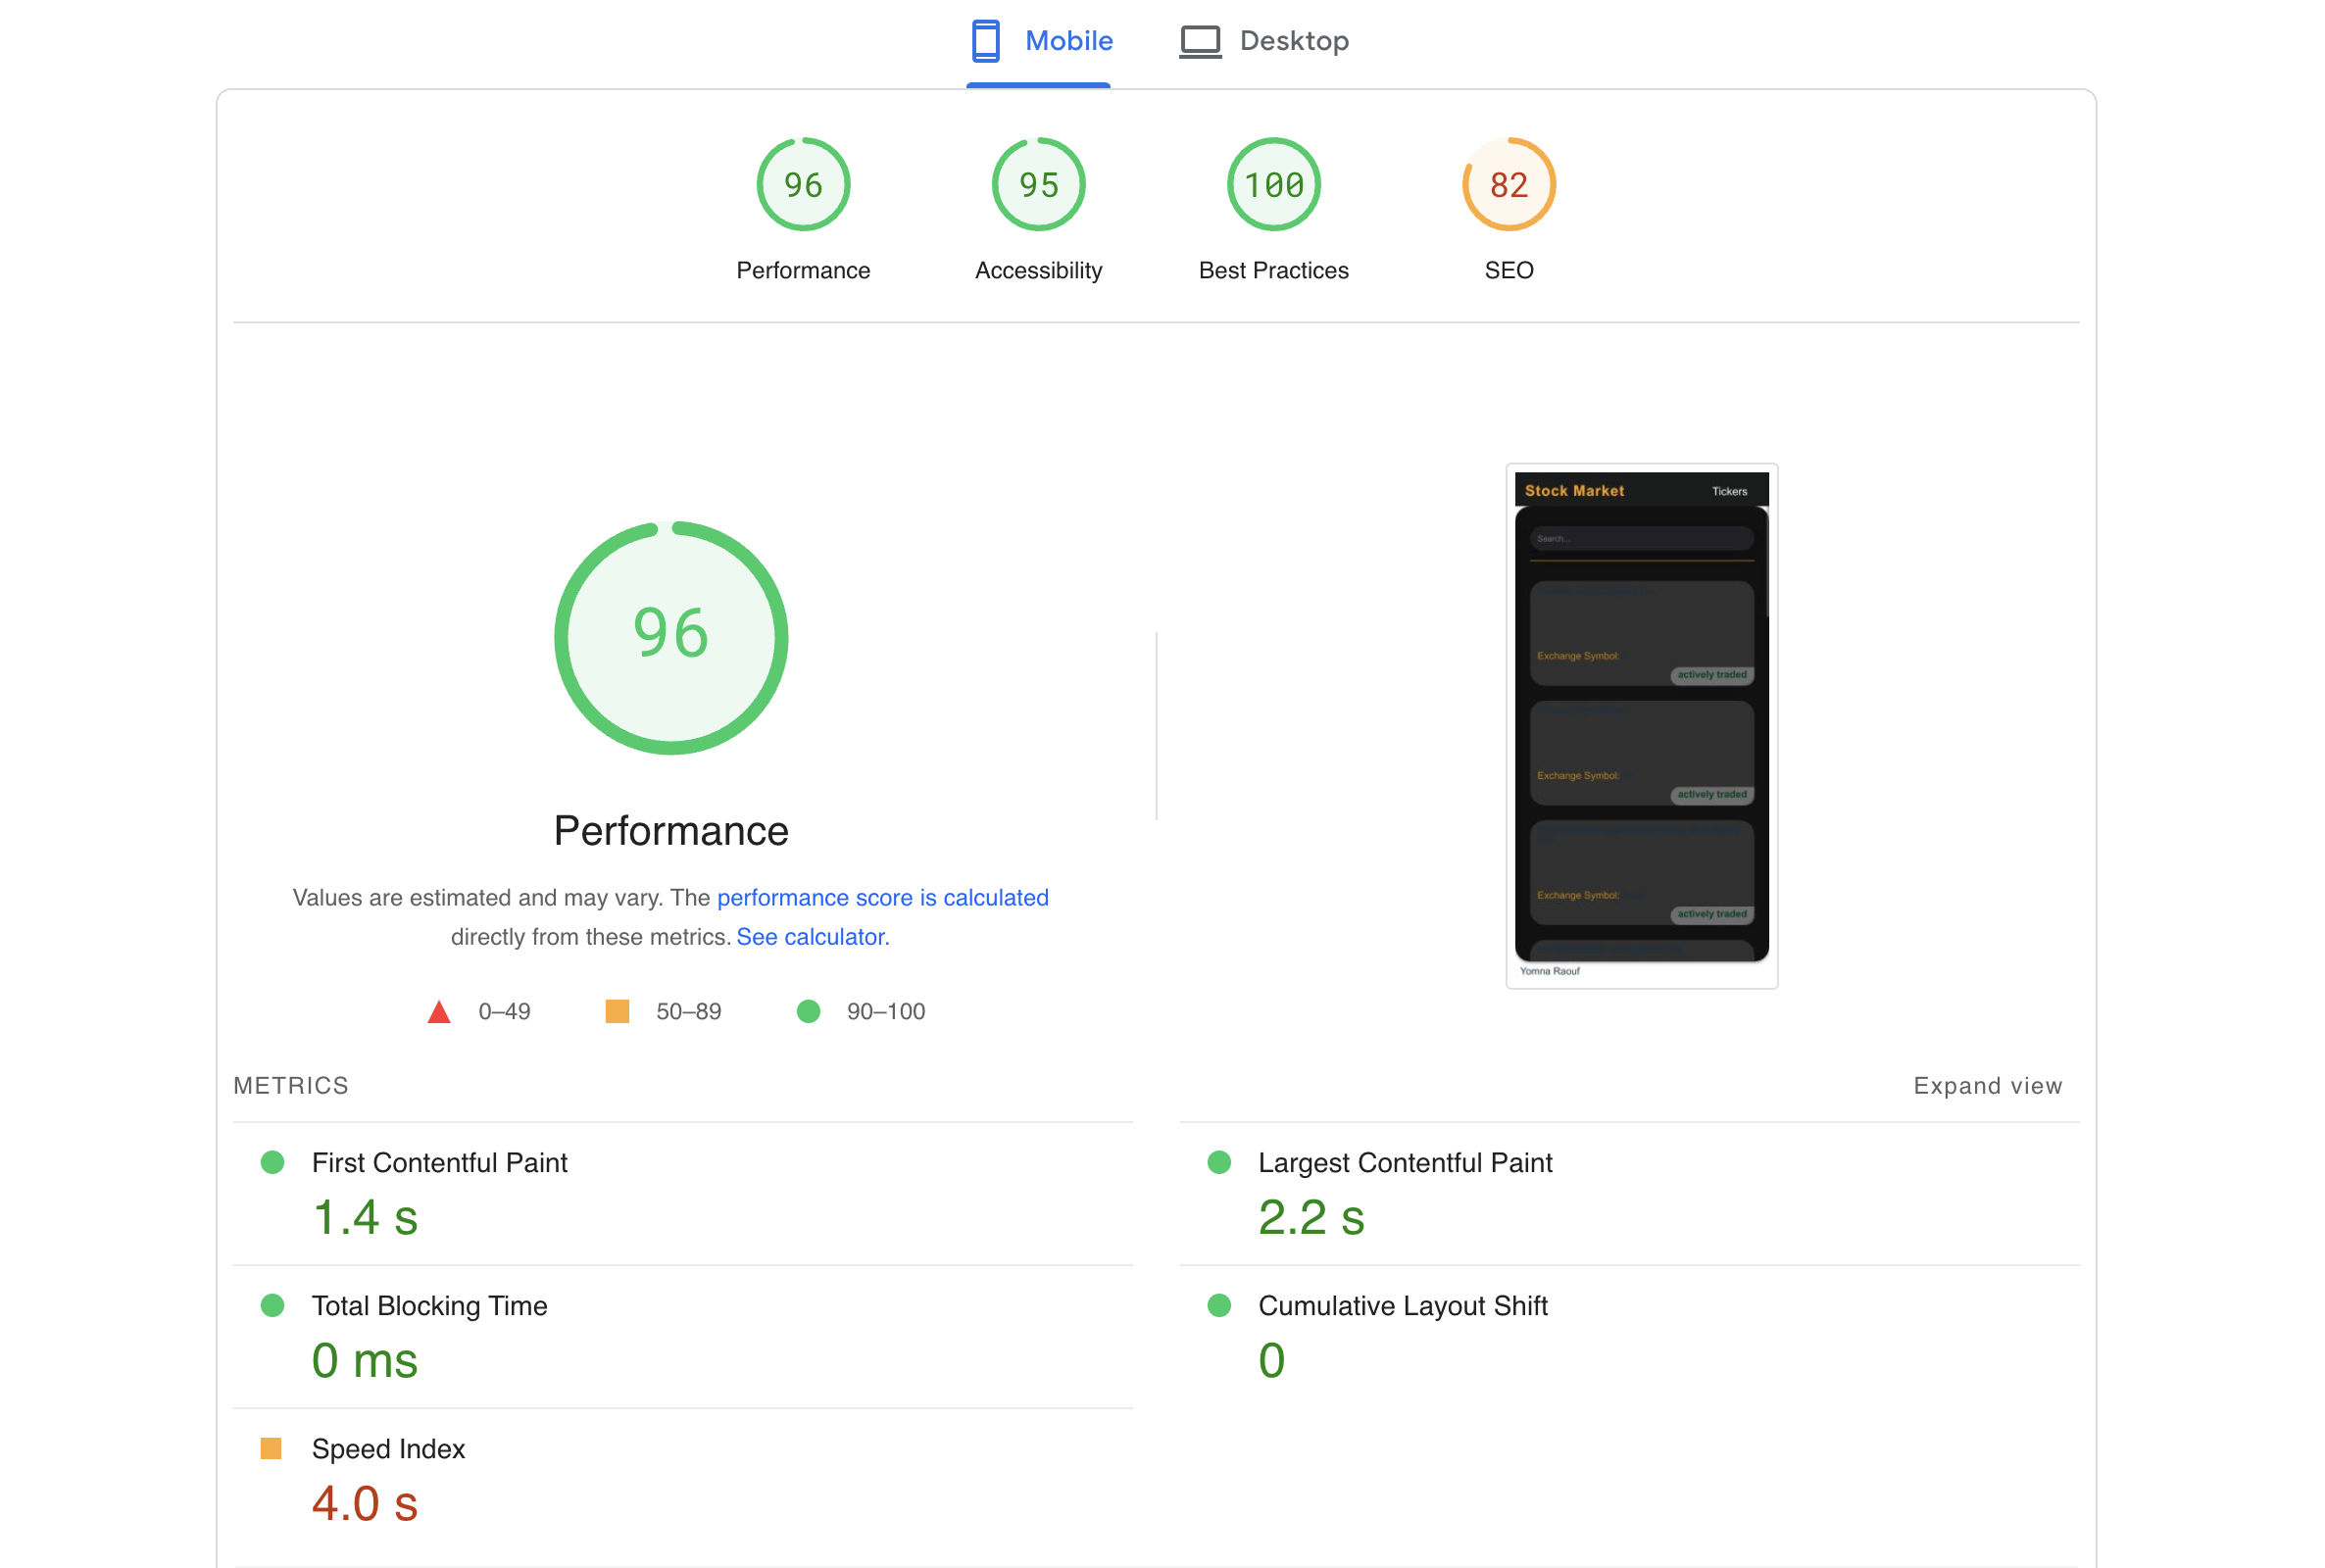 Mobile
Desktop
96
95
100
82
Performance
Accessibility
Best Practices
SEO
96
Performance
Values are estimated and may vary. The performance score is calculated
directly from these metrics. See calculator.
0–49
50–89
90–100
Stock Market
Tickers
Search...
Exchange Symbol:
actively traded
Exchange Symbol:
actively traded
Exchange Symbol:
actively traded
Yomna Raouf
METRICS
Expand view
First Contentful Paint
1.4 s
Largest Contentful Paint
2.2 s
Total Blocking Time
0 ms
Cumulative Layout Shift
0
Speed Index
4.0 s